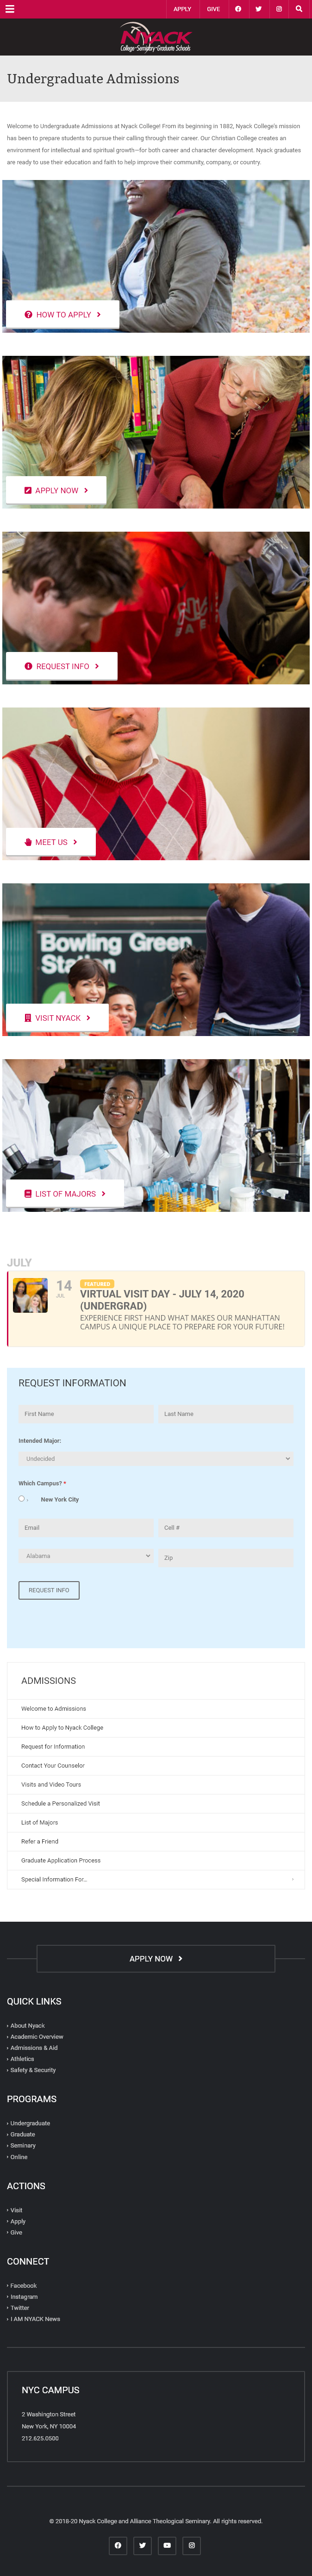 APPLY
GIVE
NYACK
College·Seminary·Graduate Schools
Undergraduate Admissions
Welcome to Undergraduate Admissions at Nyack College! From its beginning in 1882, Nyack College's mission
has been to prepare students to pursue their calling through their career. Our Christian College creates an
environment for intellectual and spiritual growth—for both career and character development. Nyack graduates
are ready to use their education and faith to help improve their community, company, or country.
HOW TO APPLY
APPLY NOW
REQUEST INFO
MEET US
Bowling Green
Station
4
VISIT NYACK
LIST OF MAJORS
JULY
14
JUL
FEATURED
VIRTUAL VISIT DAY - JULY 14, 2020
(UNDERGRAD)
EXPERIENCE FIRST HAND WHAT MAKES OUR MANHATTAN
CAMPUS A UNIQUE PLACE TO PREPARE FOR YOUR FUTURE!
REQUEST INFORMATION
First Name
Last Name
Intended Major:
Undecided
Which Campus? *
New York City
Email
Cell #
Alabama
Zip
REQUEST INFO
ADMISSIONS
Welcome to Admissions
How to Apply to Nyack College
Request for Information
Contact Your Counselor
Visits and Video Tours
Schedule a Personalized Visit
List of Majors
Refer a Friend
Graduate Application Process
Special Information For...
APPLY NOW
QUICK LINKS
About Nyack
Academic Overview
Admissions & Aid
Athletics
Safety & Security
PROGRAMS
Undergraduate
Graduate
Seminary
Online
ACTIONS
Visit
Apply
Give
CONNECT
Facebook
Instagram
Twitter
I AM NYACK News
NYC CAMPUS
2 Washington Street
New York, NY 10004
212.625.0500
© 2018-20 Nyack College and Alliance Theological Seminary. All rights reserved.